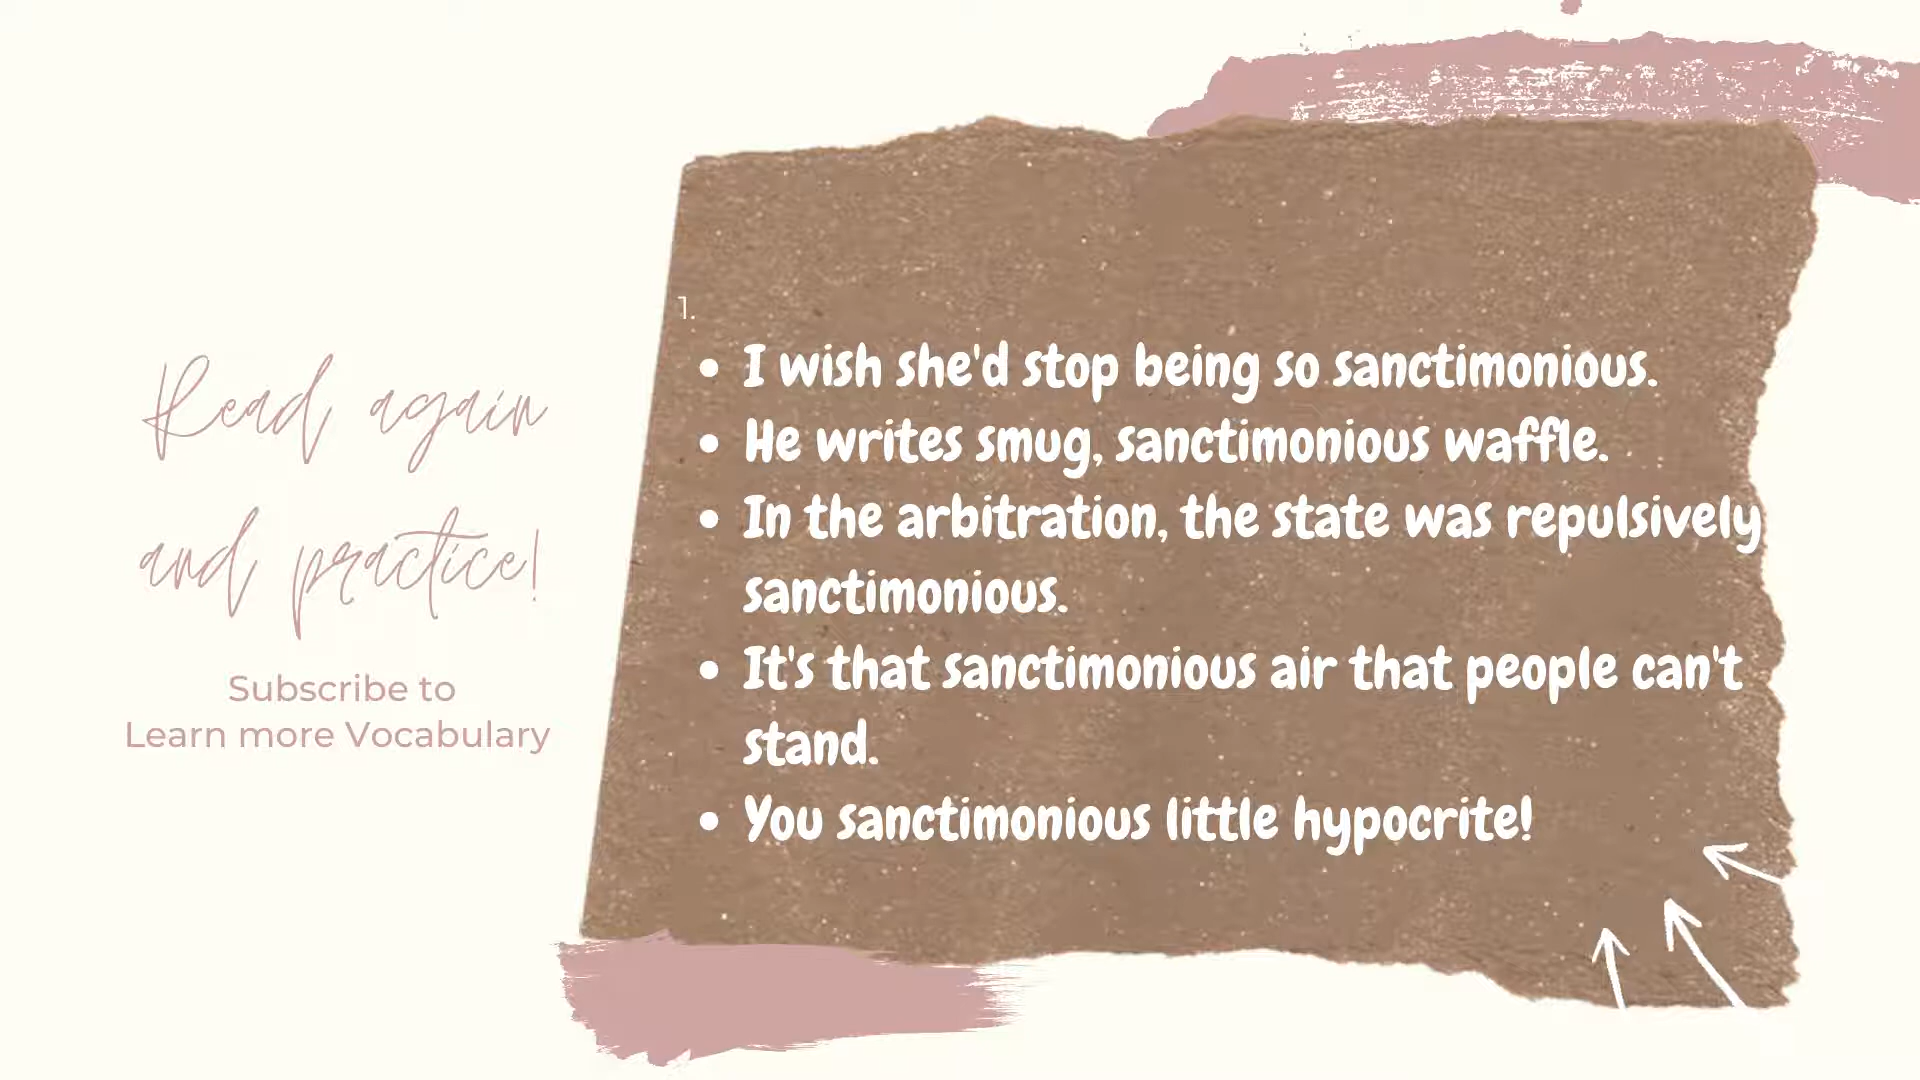 Read again
and practice!
Subscribe to
Learn more Vocabulary
1.
• I wish she'd stop being so sanctimonious.
• He writes smug, sanctimonious waffle.
• In the arbitration, the state was repulsively
sanctimonious.
• It's that sanctimonious air that people can't
stand.
• You sanctimonious little hypocrite!